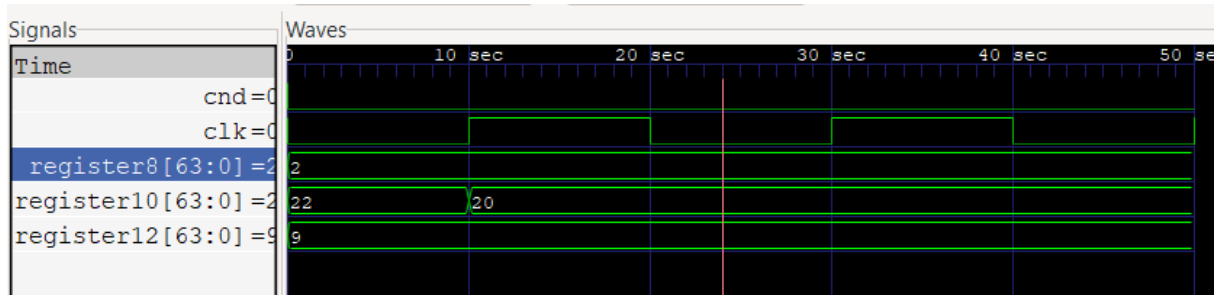 Signals Waves
Time 0 10 sec 20 sec 30 sec 40 sec 50 se
cnd=0
clk=0
register8[63:0]=2 2
register10[63:0]=2 22 20
register12[63:0]=9 9